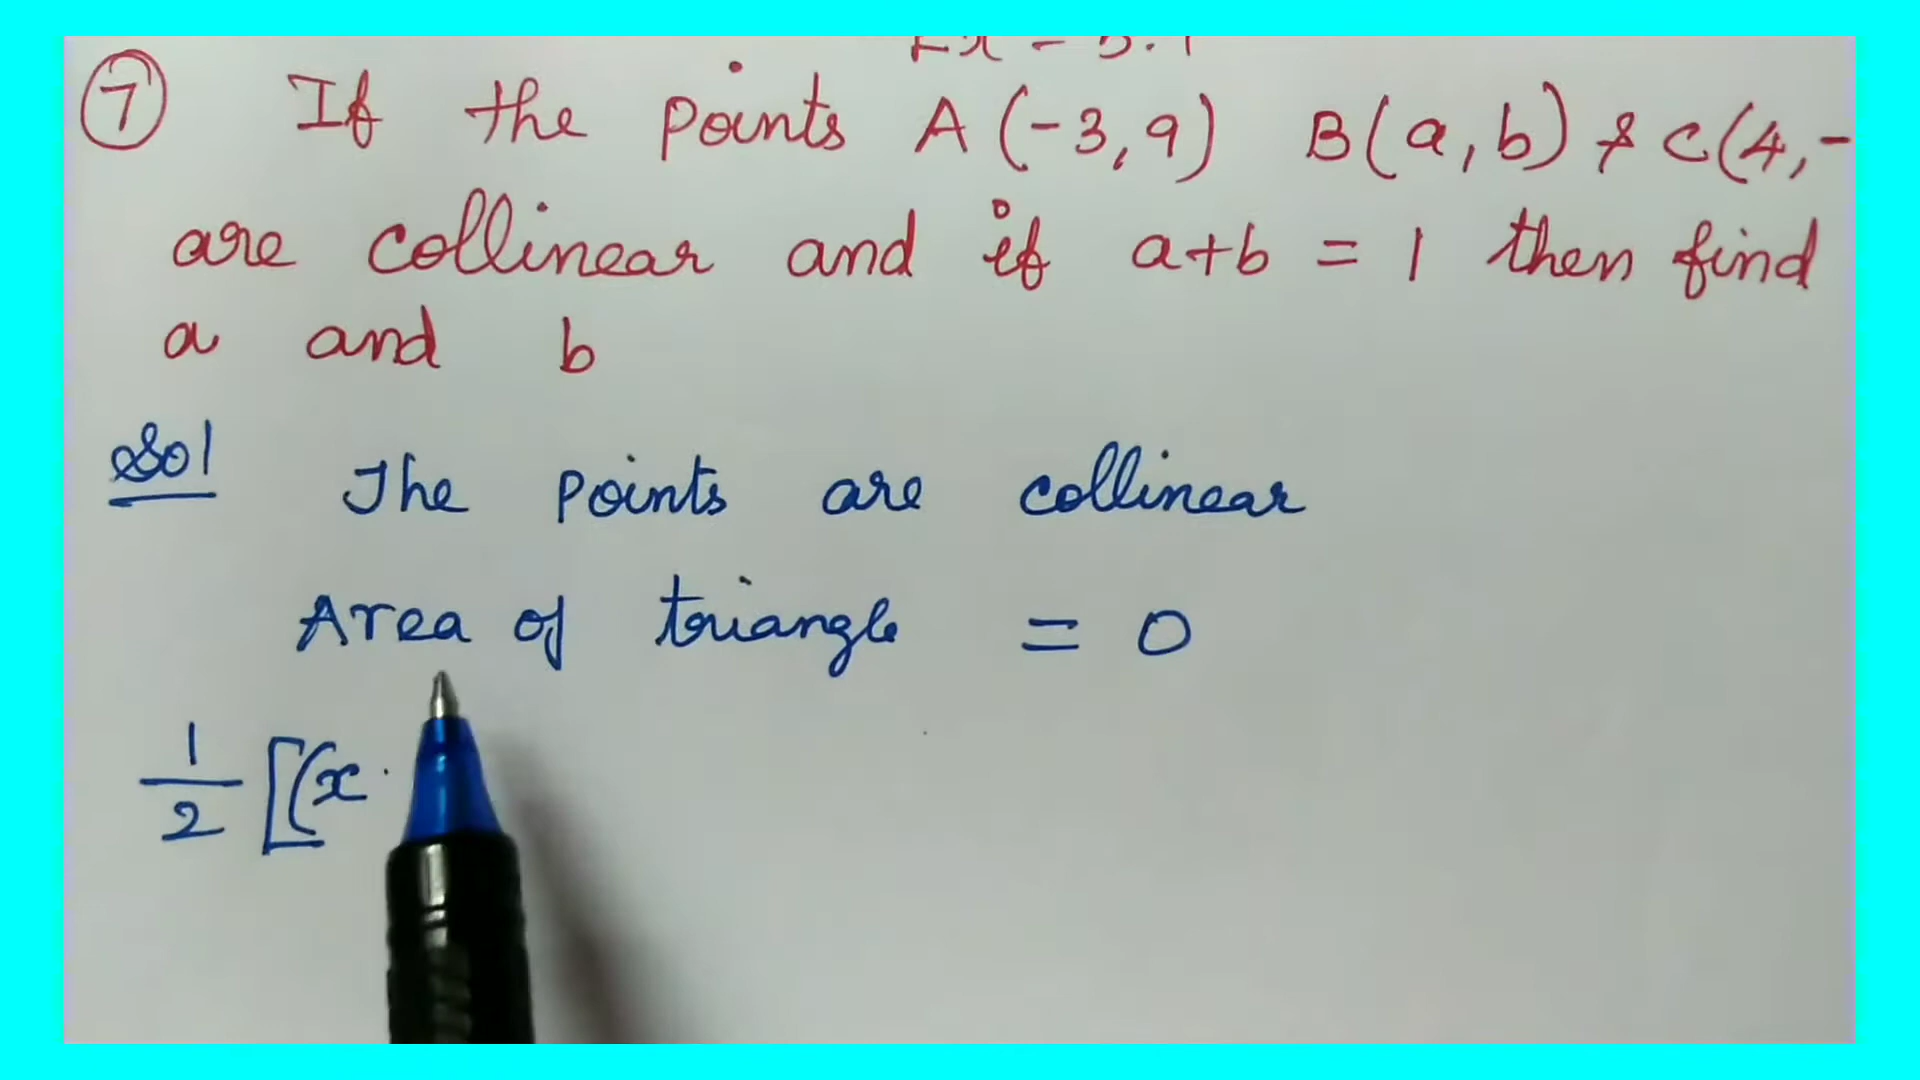 7 If the points A(-3,9) B(a,b) & C(4,-
are collinear and if a+b = 1 then find
a and b
Sol The points are collinear
Area of triangle = 0
1/2 [(x